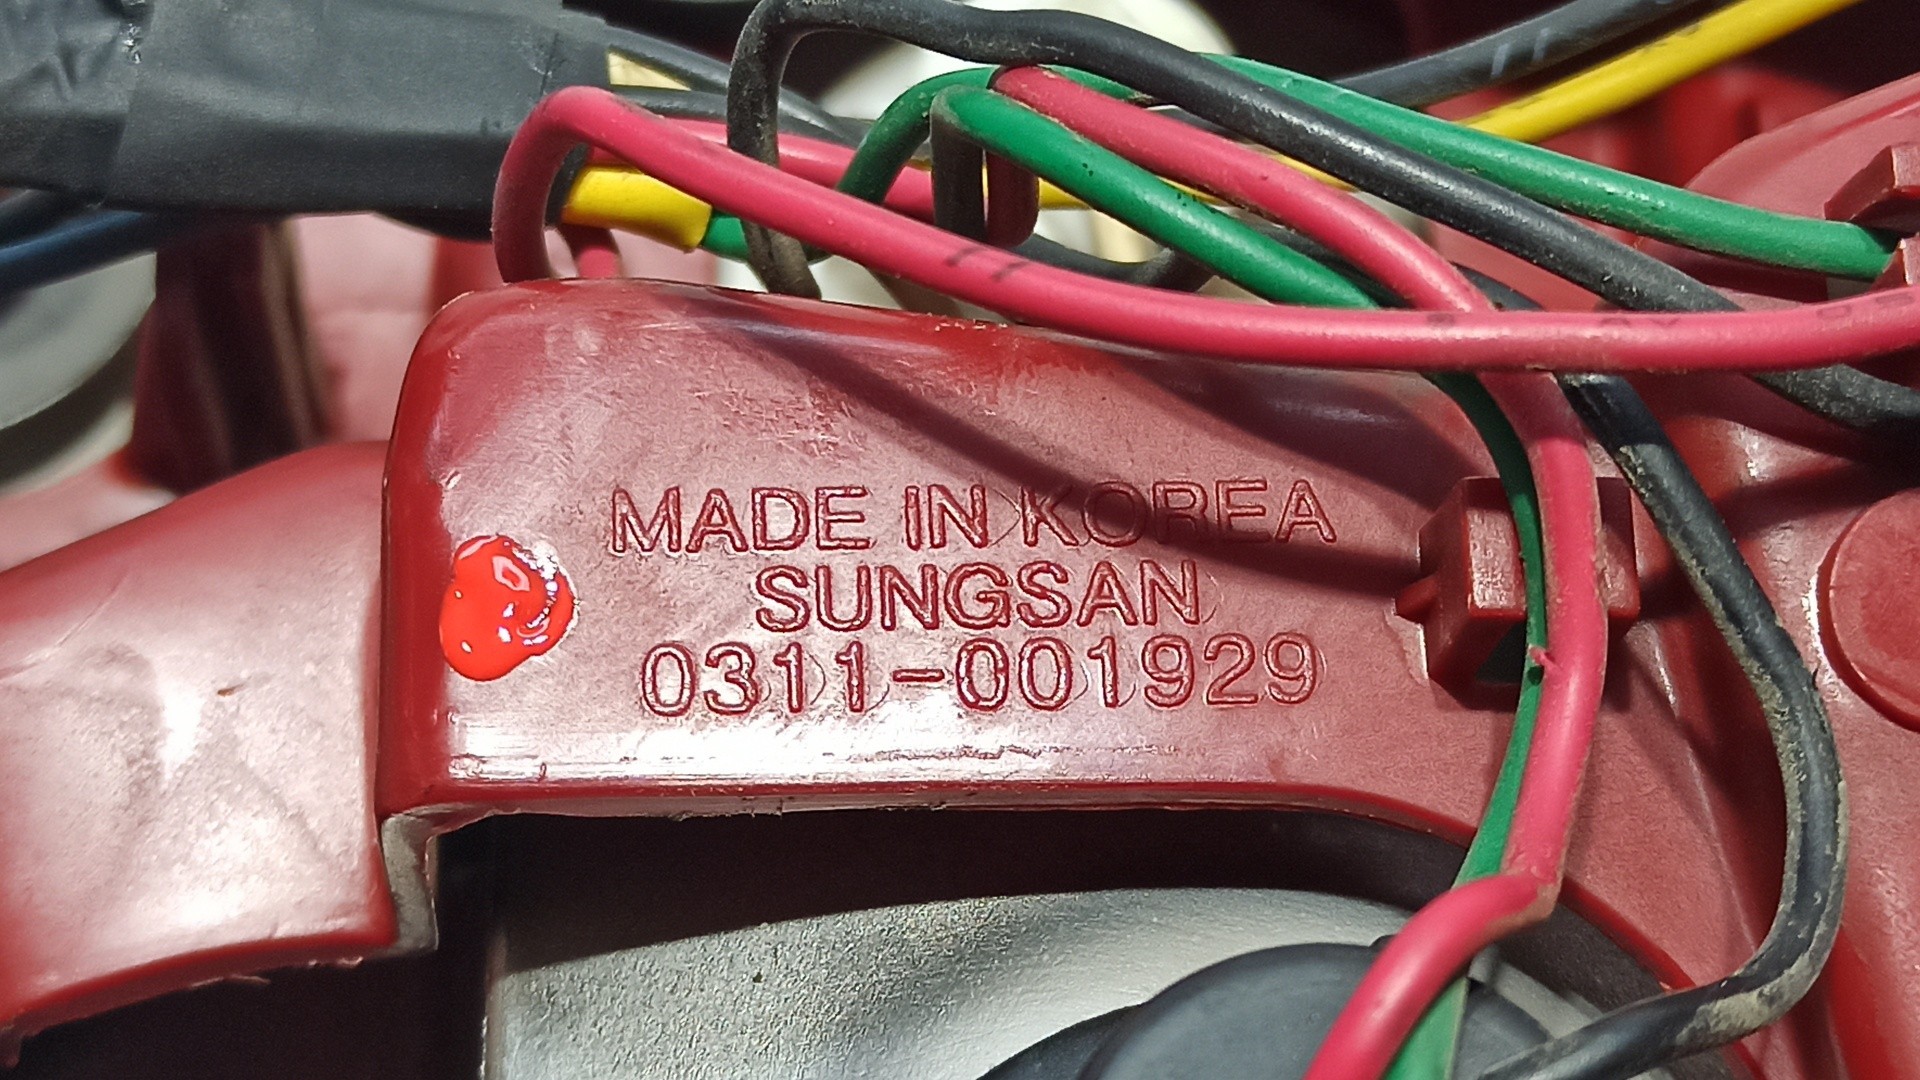 MADE IN KOREA
SUNGSAN
0311-001929